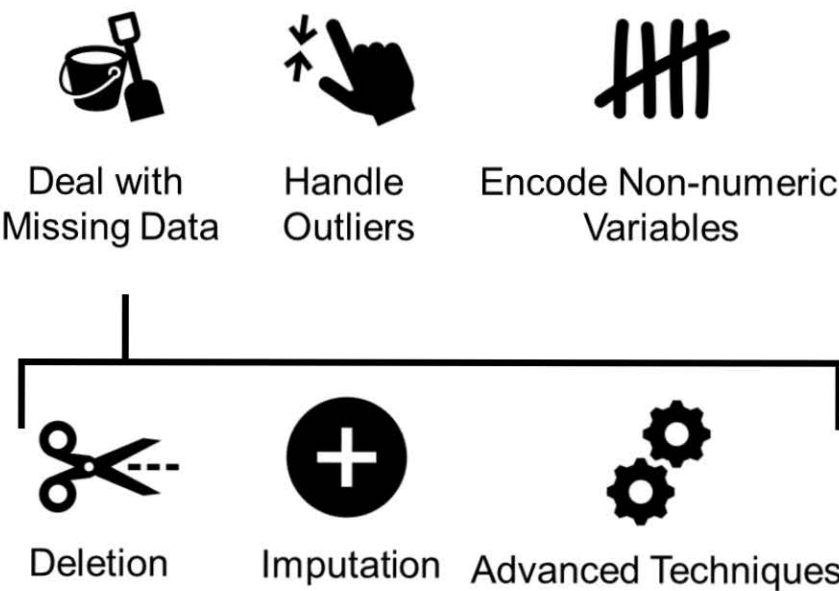 Deal with
Missing Data
Handle
Outliers
Encode Non-numeric
Variables
Deletion
Imputation
Advanced Techniques